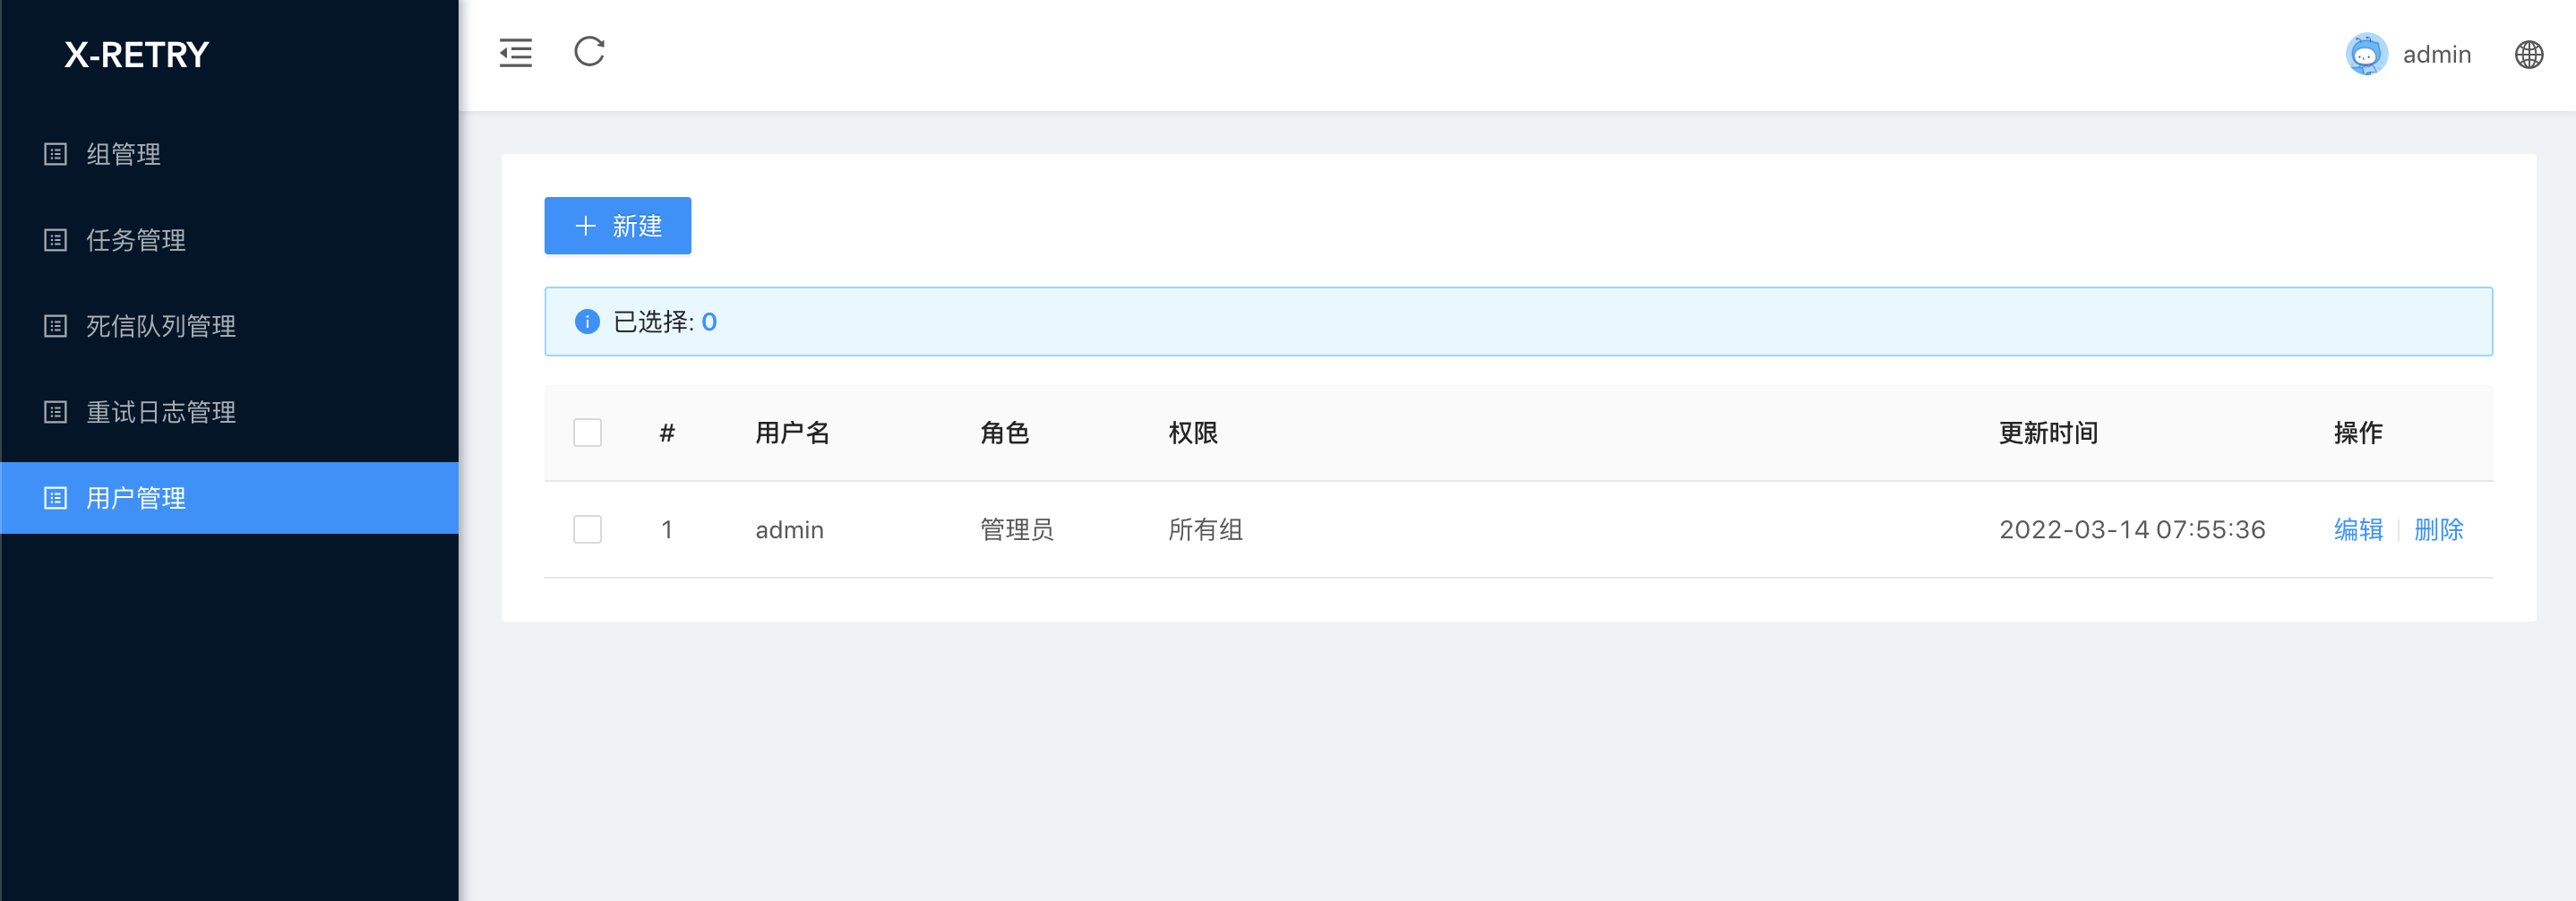 X-RETRY
组管理
任务管理
死信队列管理
重试日志管理
用户管理
admin
新建
已选择: 0
# 用户名 角色 权限 更新时间 操作
1 admin 管理员 所有组 2022-03-14 07:55:36 编辑 删除